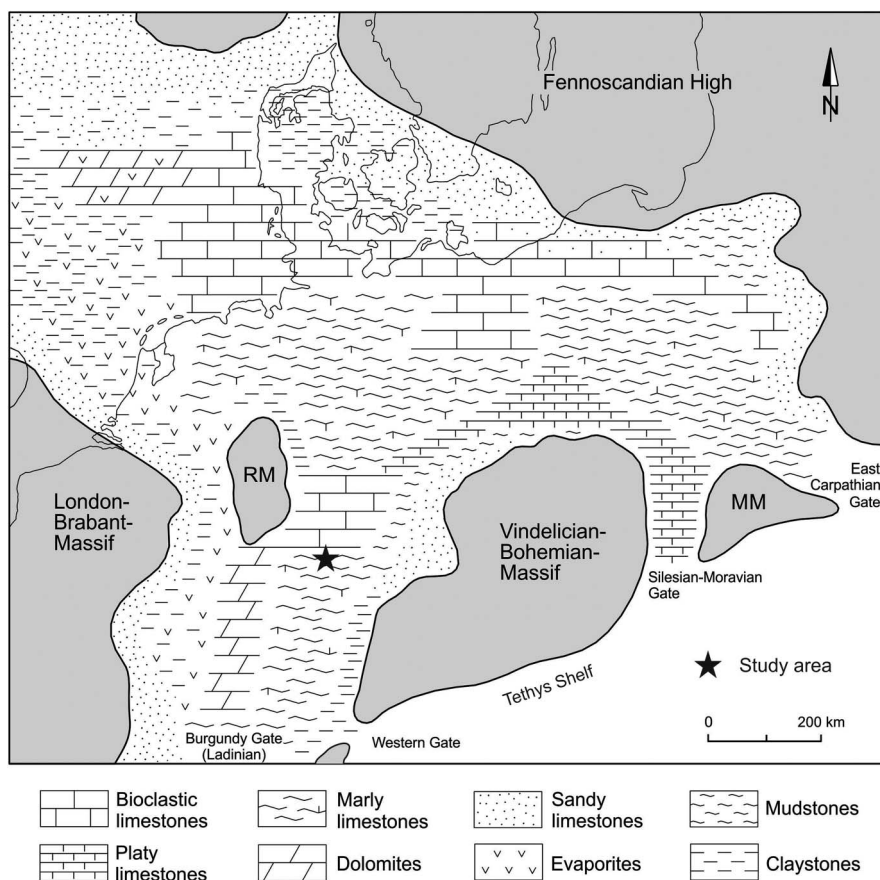 Fennoscandian High
N
London-
Brabant-
Massif
RM
Vindelician-
Bohemian-
Massif
MM
East
Carpathian
Gate
Silesian-Moravian
Gate
Study area
Tethys Shelf
0 200 km
Burgundy Gate
(Ladinian)
Western Gate
Bioclastic
limestones
Marly
limestones
Sandy
limestones
Mudstones
Platy
limestones
Dolomites
Evaporites
Claystones